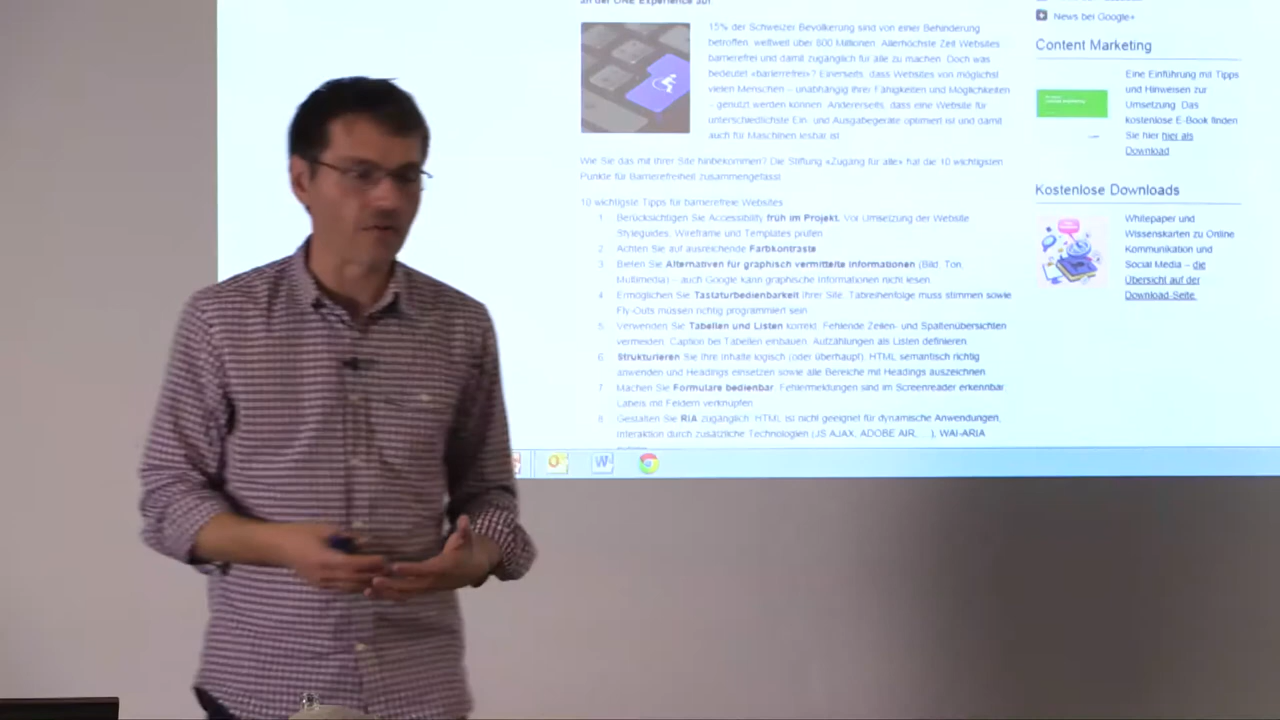 an der ONE Experience auf
15% der Schweizer Bevölkerung sind von einer Behinderung
betroffen, weltweit über 600 Millionen. Allerhöchste Zeit Websites
barrierefrei und damit zugänglich für alle zu machen. Doch was
bedeutet «barrierefrei»? Einerseits, dass Websites von möglichst
vielen Menschen – unabhängig ihrer Fähigkeiten und Möglichkeiten
– genutzt werden können. Andererseits, dass eine Website für
unterschiedlichste Ein- und Ausgabegeräte optimiert ist und damit
auch für Maschinen lesbar ist.
Wie Sie das mit Ihrer Site hinbekommen? Die Stiftung «Zugang für alle» hat die 10 wichtigsten
Punkte für Barrierefreiheit zusammengefasst
10 wichtigste Tipps für barrierefreie Websites
1. Berücksichtigen Sie Accessibility früh im Projekt. Vor Umsetzung der Website
Styleguides, Wireframe und Templates prüfen.
2. Achten Sie auf ausreichende Farbkontraste
3. Bieten Sie Alternativen für graphisch vermittelte Informationen (Bild, Ton,
Multimedia) – auch Google kann graphische Informationen nicht lesen.
4. Ermöglichen Sie Tastaturbedienbarkeit Ihrer Site. Tabreihenfolge muss stimmen sowie
Fly-Outs müssen richtig programmiert sein.
5. Verwenden Sie Tabellen und Listen korrekt. Fehlende Zeilen- und Spaltenübersichten
vermeiden. Caption bei Tabellen einbauen. Aufzählungen als Listen definieren.
6. Strukturieren Sie Ihre Inhalte logisch (oder überhaupt). HTML semantisch richtig
anwenden und Headings einsetzen sowie alle Bereiche mit Headings auszeichnen.
7. Machen Sie Formulare bedienbar. Fehlermeldungen sind im Screenreader erkennbar.
Labels mit Feldern verknüpfen.
8. Gestalten Sie RIA zugänglich. HTML ist nicht geeignet für dynamische Anwendungen,
Interaktion durch zusätzliche Technologien (JS AJAX, ADOBE AIR, ...), WAI-ARIA
News bei Google+
Content Marketing
Eine Einführung mit Tipps
und Hinweisen zur
Umsetzung. Das
kostenlose E-Book finden
Sie hier hier als
Download
Kostenlose Downloads
Whitepaper und
Wissenskarten zu Online
Kommunikation und
Social Media – die
Übersicht auf der
Download-Seite.